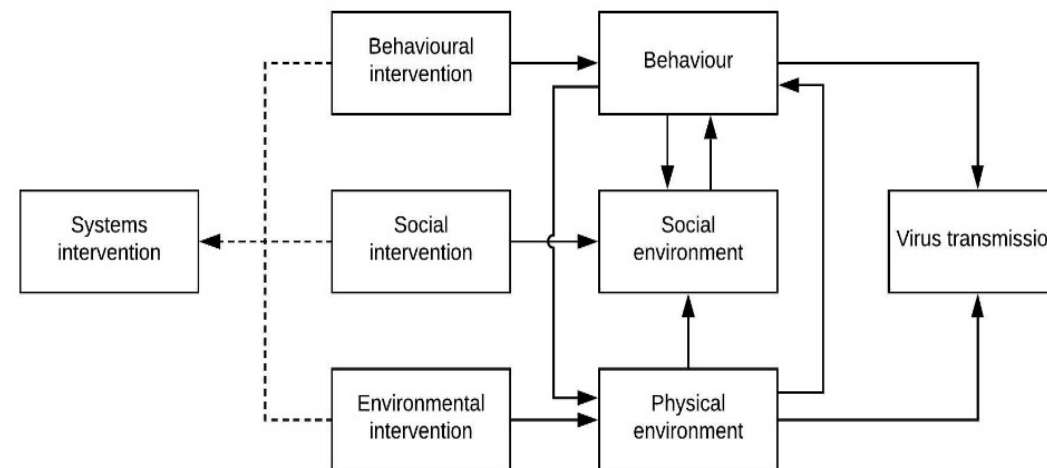 Behavioural
intervention
Behaviour
Systems
intervention
Social
intervention
Social
environment
Virus transmissio
Environmental
intervention
Physical
environment